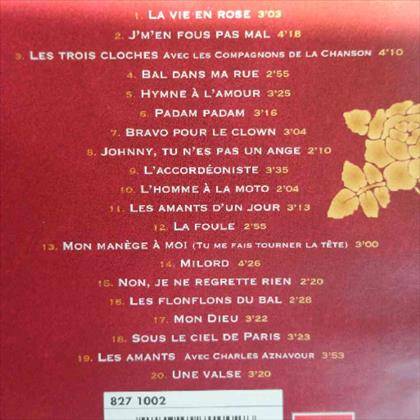 1. La vie en rose 3'03
2. J'm'en fous pas mal 4'18
3. Les trois cloches Avec les Compagnons de la Chanson 4'10
4. Bal dans ma rue 2'55
5. Hymne à l'amour 3'25
6. Padam padam 3'16
7. Bravo pour le clown 3'04
8. Johnny, tu n'es pas un ange 2'10
9. L'accordéoniste 3'35
10. L'homme à la moto 2'04
11. Les amants d'un jour 3'13
12. La foule 2'55
13. Mon manège à moi (Tu me fais tourner la tête) 3'00
14. Milord 4'26
15. Non, je ne regrette rien 2'20
16. Les flonflons du bal 2'28
17. Mon Dieu 3'22
18. Sous le ciel de Paris 3'23
19. Les amants Avec Charles Aznavour 3'53
20. Une valse 3'20
827 1002